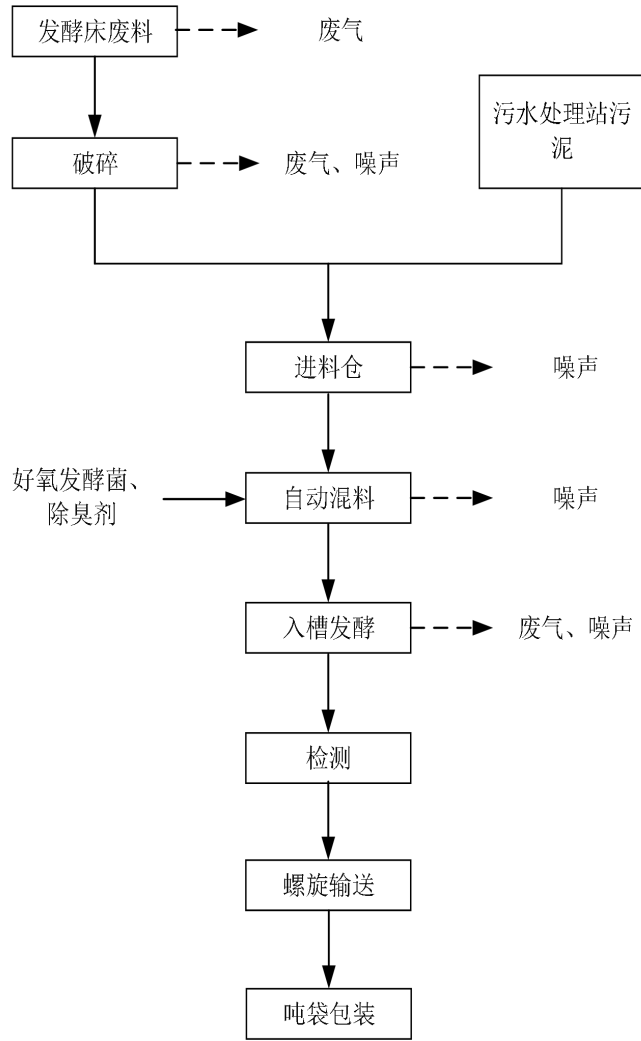 发酵床废料
废气
污水处理站污
泥
破碎
废气、噪声
进料仓
噪声
好氧发酵菌、
除臭剂
自动混料
噪声
入槽发酵
废气、噪声
检测
螺旋输送
吨袋包装